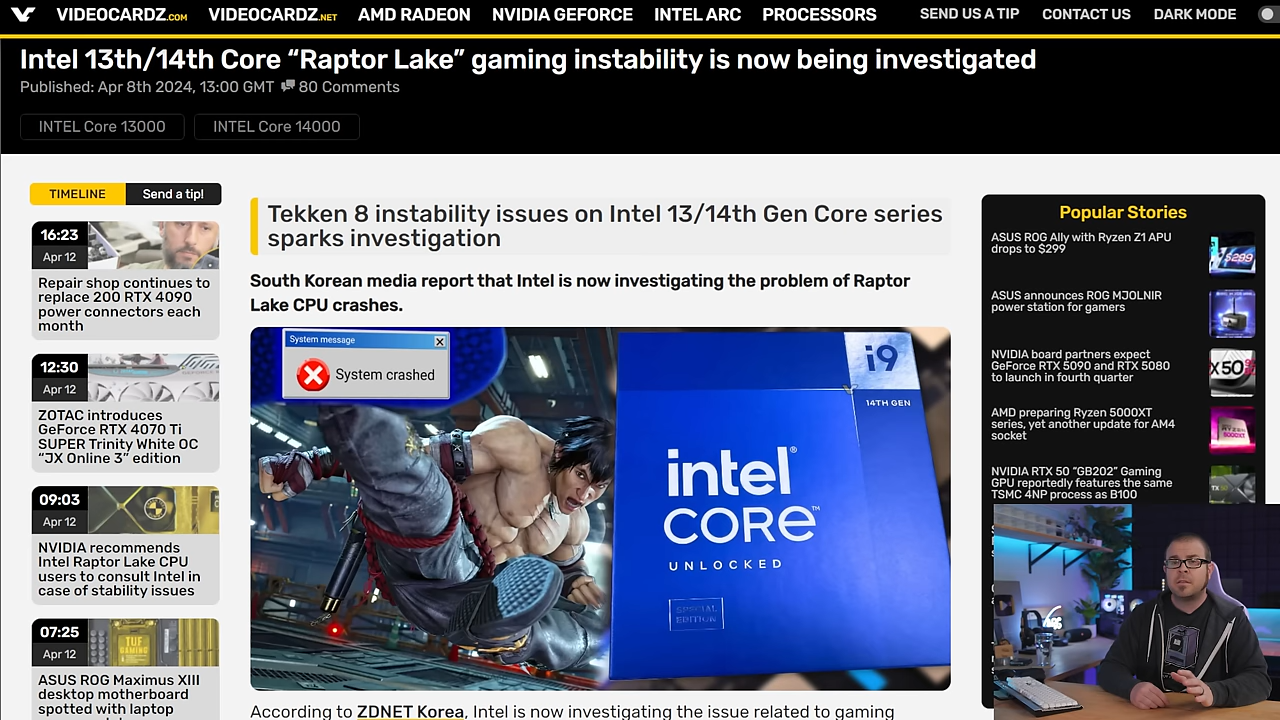 VIDEOCARDZ.COM VIDEOCARDZ.NET AMD RADEON NVIDIA GEFORCE INTEL ARC PROCESSORS SEND US A TIP CONTACT US DARK MODE
Intel 13th/14th Core “Raptor Lake” gaming instability is now being investigated
Published: Apr 8th 2024, 13:00 GMT 80 Comments
INTEL Core 13000 INTEL Core 14000
TIMELINE Send a tip!
16:23
Apr 12
Repair shop continues to
replace 200 RTX 4090
power connectors each
month
12:30
Apr 12
ZOTAC introduces
GeForce RTX 4070 Ti
SUPER Trinity White OC
“JX Online 3” edition
09:03
Apr 12
NVIDIA recommends
Intel Raptor Lake CPU
users to consult Intel in
case of stability issues
07:25
Apr 12
TUF
GAMING
ASUS ROG Maximus XIII
desktop motherboard
spotted with laptop
Tekken 8 instability issues on Intel 13/14th Gen Core series
sparks investigation
South Korean media report that Intel is now investigating the problem of Raptor
Lake CPU crashes.
System message
System crashed
i9
14TH GEN
intel®
CORE™
UNLOCKED
SPECIAL
EDITION
According to ZDNET Korea, Intel is now investigating the issue related to gaming
Popular Stories
ASUS ROG Ally with Ryzen Z1 APU
drops to $299
$299
ASUS announces ROG MJOLNIR
power station for gamers
NVIDIA board partners expect
GeForce RTX 5090 and RTX 5080
to launch in fourth quarter
X50
AMD preparing Ryzen 5000XT
series, yet another update for AM4
socket
RYZEN
5000XT
NVIDIA RTX 50 “GB202” Gaming
GPU reportedly features the same
TSMC 4NP process as B100